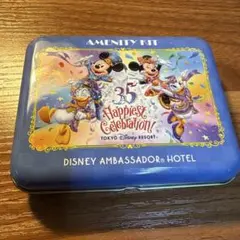 AMENITY KIT
35
Happiest
Celebration!
TOKYO Disney RESORT
DISNEY AMBASSADOR® HOTEL